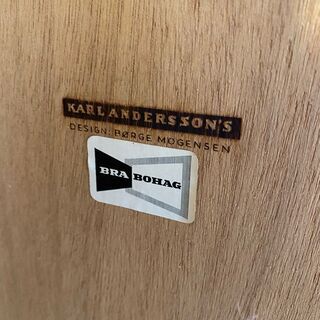 KARL ANDERSSON'S
DESIGN: BØRGE MOGENSEN
BRA BOHAG